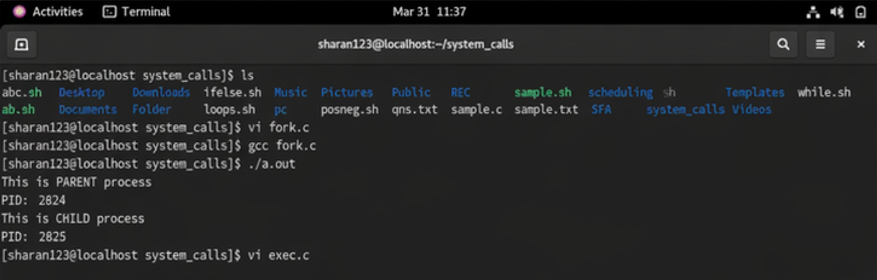 Activities Terminal Mar 31 11:37
sharan123@localhost:~/system_calls
[sharan123@localhost system_calls]$ ls
abc.sh Desktop Downloads ifelse.sh Music Pictures Public REC sample.sh scheduling sh Templates while.sh
ab.sh Documents Folder loops.sh pc posneg.sh qns.txt sample.c sample.txt SFA system_calls Videos
[sharan123@localhost system_calls]$ vi fork.c
[sharan123@localhost system_calls]$ gcc fork.c
[sharan123@localhost system_calls]$ ./a.out
This is PARENT process
PID: 2824
This is CHILD process
PID: 2825
[sharan123@localhost system_calls]$ vi exec.c